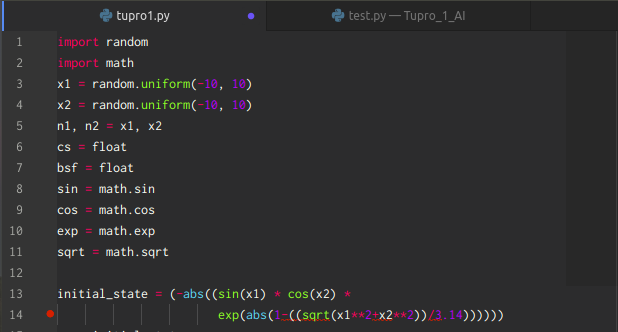 tupro1.py
test.py — Tupro_1_AI
1 import random
2 import math
3 x1 = random.uniform(-10, 10)
4 x2 = random.uniform(-10, 10)
5 n1, n2 = x1, x2
6 cs = float
7 bsf = float
8 sin = math.sin
9 cos = math.cos
10 exp = math.exp
11 sqrt = math.sqrt
12
13 initial_state = (-abs((sin(x1) * cos(x2) *
14 exp(abs(1-((sqrt(x1**2+x2**2))/3.14))))))